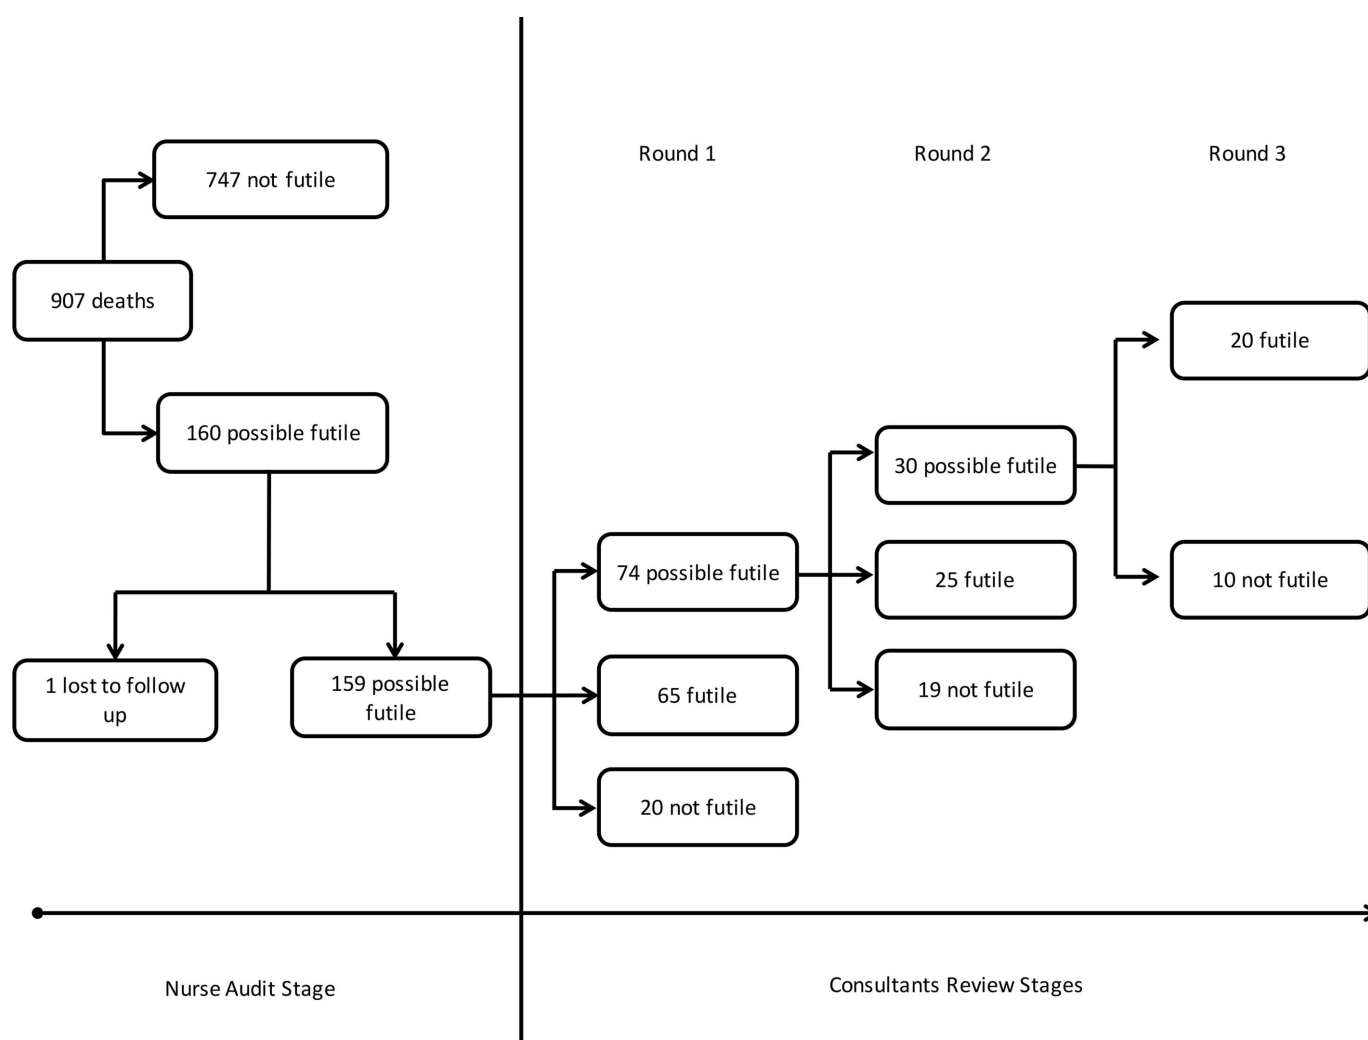 Round 1
Round 2
Round 3
747 not futile
907 deaths
160 possible futile
1 lost to follow
up
159 possible
futile
74 possible futile
65 futile
20 not futile
30 possible futile
25 futile
19 not futile
20 futile
10 not futile
Nurse Audit Stage
Consultants Review Stages